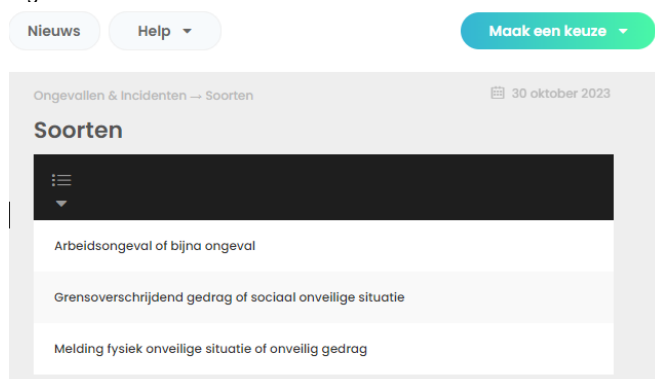 Nieuws
Help
Maak een keuze
Ongevallen & Incidenten → Soorten
30 oktober 2023
Soorten
Arbeidsongeval of bijna ongeval
Grensoverschrijdend gedrag of sociaal onveilige situatie
Melding fysiek onveilige situatie of onveilig gedrag